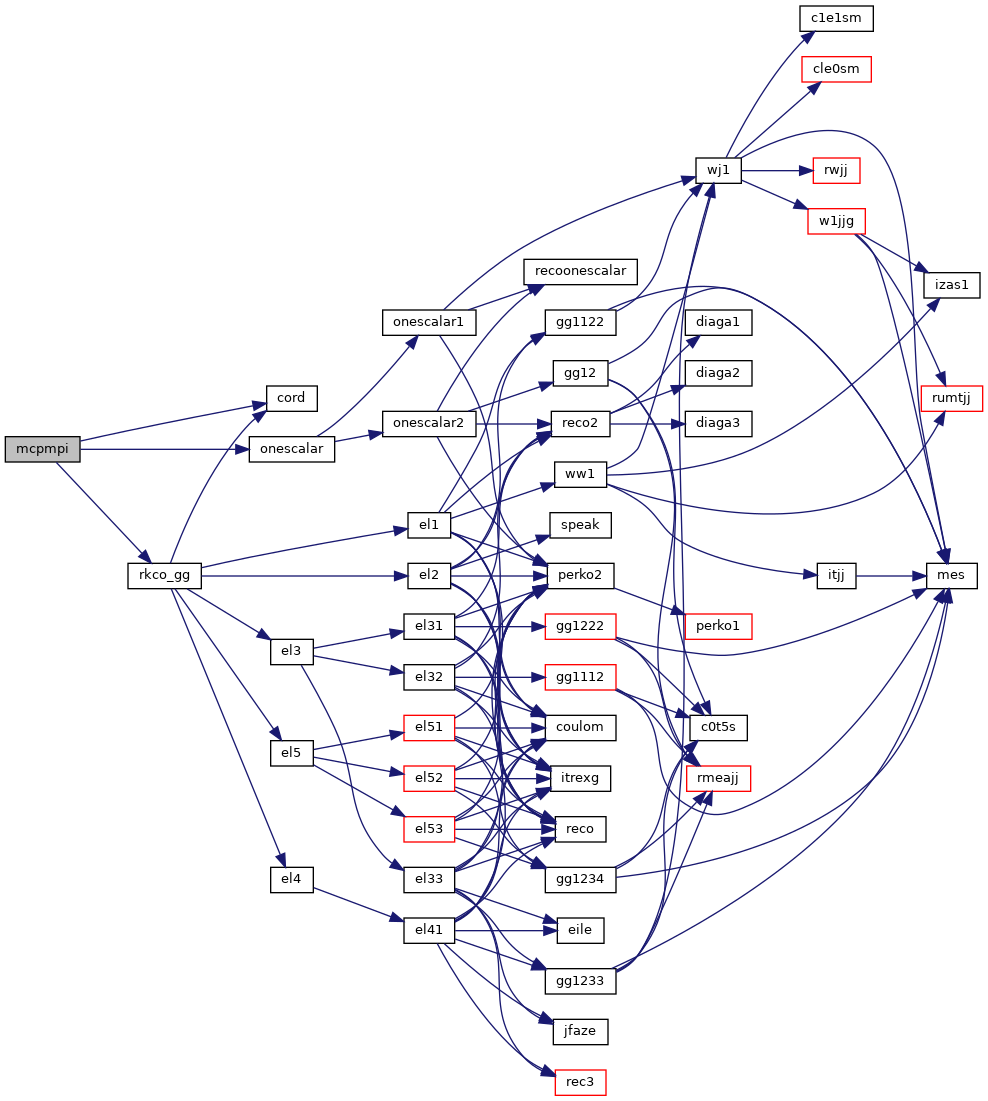 c1e1sm
cle0sm
wj1
rwjj
w1jjg
recoonescalar
izas1
onescalar1
gg1122
diaga1
gg12
diaga2
cord
rumtjj
onescalar2
reco2
diaga3
mcpmpi
onescalar
ww1
el1
speak
rkco_gg
el2
perko2
itjj
mes
el31
gg1222
perko1
el3
el32
gg1112
el51
coulom
c0t5s
el5
el52
itrexg
rmeajj
el53
reco
el4
el33
gg1234
el41
eile
gg1233
jfaze
rec3